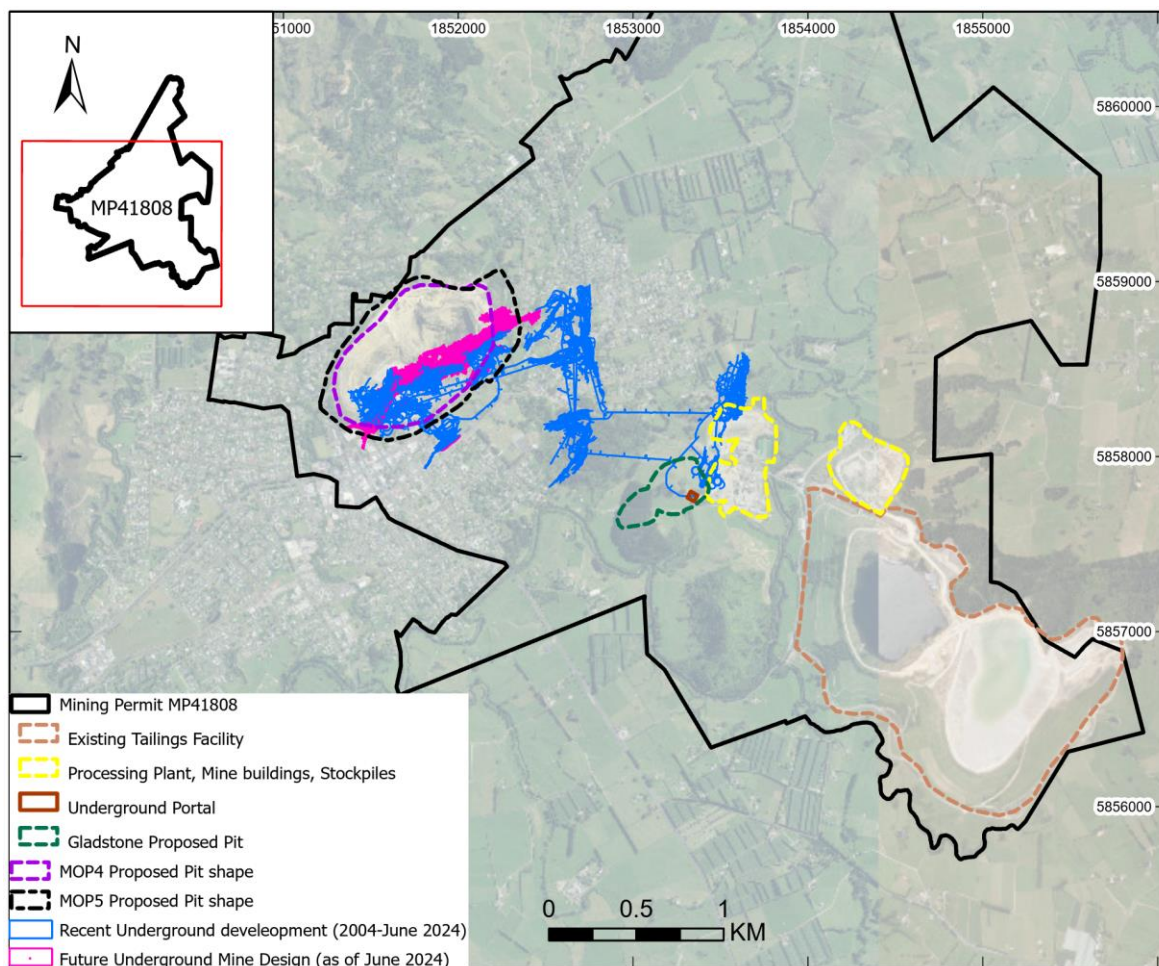 N
MP41808
51000
1852000
1853000
1854000
1855000
5860000
5859000
5858000
5857000
5856000
Mining Permit MP41808
Existing Tailings Facility
Processing Plant, Mine buildings, Stockpiles
Underground Portal
Gladstone Proposed Pit
MOP4 Proposed Pit shape
MOP5 Proposed Pit shape
Recent Underground develeopment (2004-June 2024)
Future Underground Mine Design (as of June 2024)
0 0.5 1
KM